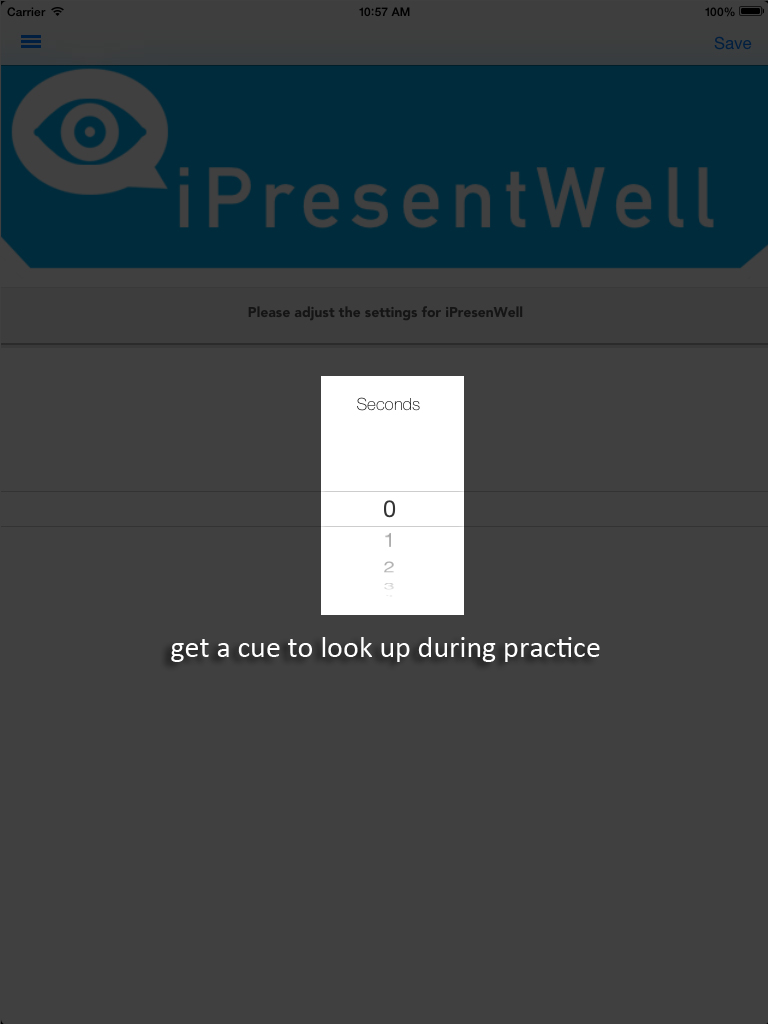 Carrier 10:57 AM 100%
Save
iPresentWell
Please adjust the settings for iPresenWell
Seconds
0
1
2
3
get a cue to look up during practice